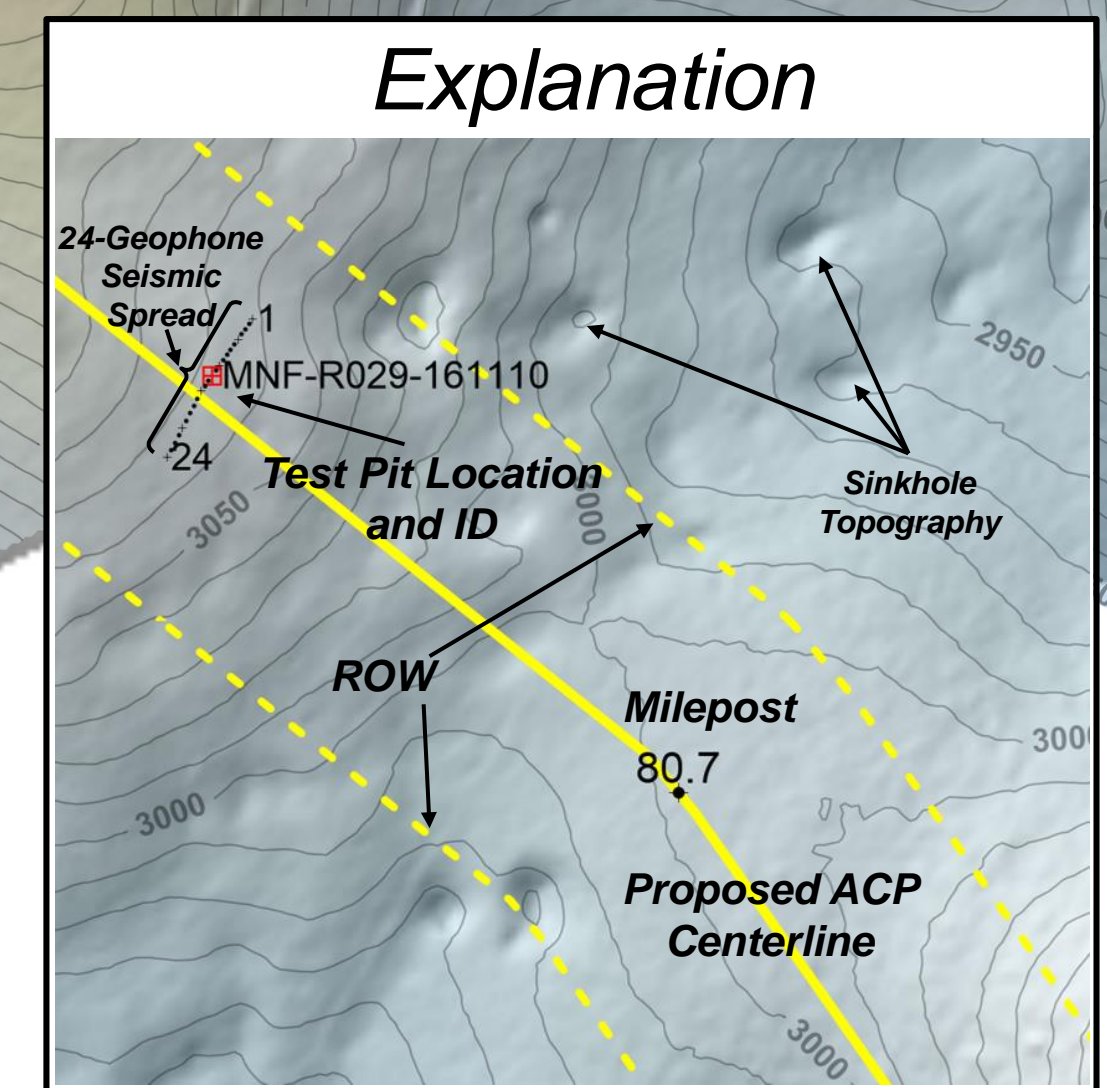 Explanation
24-Geophone
Seismic
Spread
1
MNF-R029-161110
24
Test Pit Location
and ID
2950
Sinkhole
Topography
3050
3000
ROW
Milepost
80.7
3000
Proposed ACP
Centerline
3000